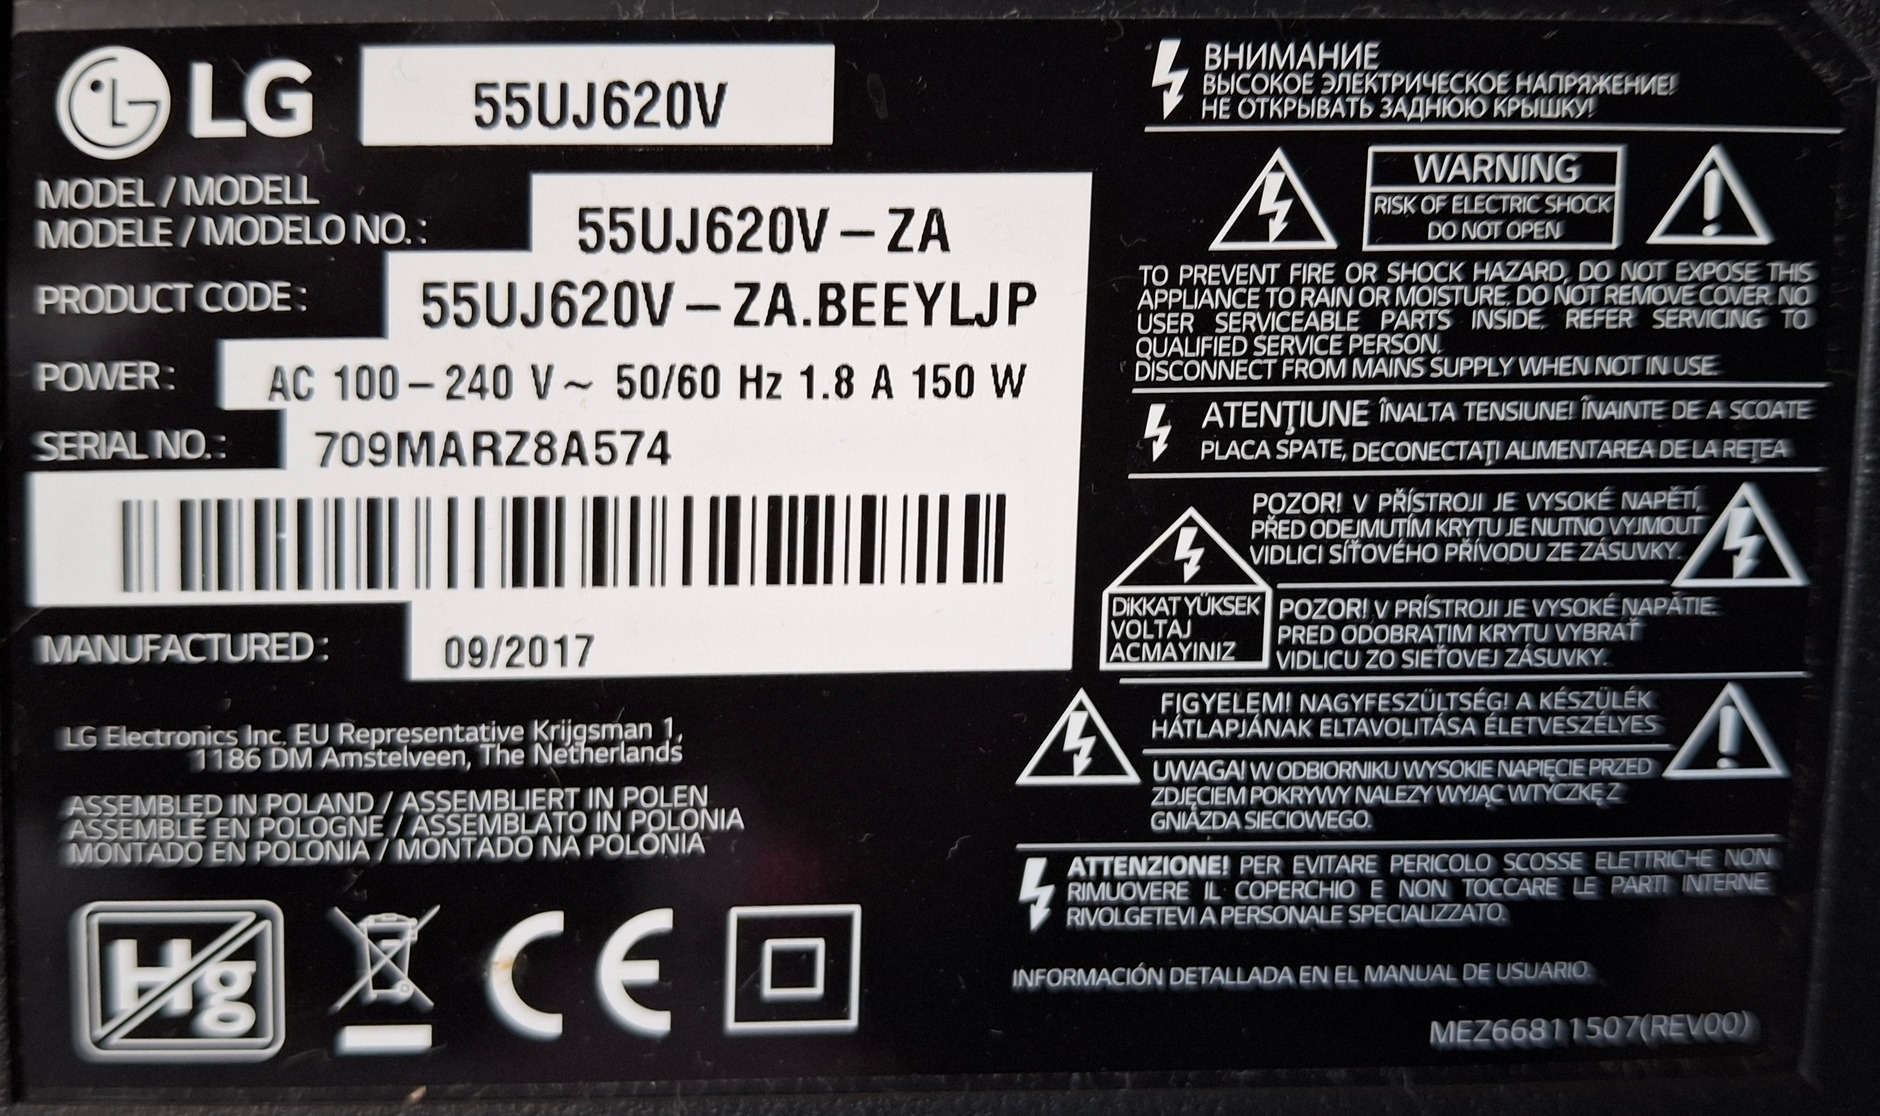 LG 55UJ620V
MODEL / MODELL
MODELE / MODELO NO. : 55UJ620V – ZA
PRODUCT CODE : 55UJ620V – ZA.BEEYLJP
POWER : AC 100 – 240 V ~ 50/60 Hz 1.8 A 150 W
SERIAL NO. : 709MARZ8A574
MANUFACTURED : 09/2017
LG Electronics Inc. EU Representative Krijgsman 1,
1186 DM Amstelveen, The Netherlands
ASSEMBLED IN POLAND / ASSEMBLIERT IN POLEN
ASSEMBLÉ EN POLOGNE / ASSEMBLATO IN POLONIA
MONTADO EN POLONIA / MONTADO NA POLÓNIA
Hg
CE
ВНИМАНИЕ
ВЫСОКОЕ ЭЛЕКТРИЧЕСКОЕ НАПРЯЖЕНИЕ!
НЕ ОТКРЫВАТЬ ЗАДНЮЮ КРЫШКУ!
WARNING
RISK OF ELECTRIC SHOCK
DO NOT OPEN
TO PREVENT FIRE OR SHOCK HAZARD, DO NOT EXPOSE THIS
APPLIANCE TO RAIN OR MOISTURE. DO NOT REMOVE COVER. NO
USER SERVICEABLE PARTS INSIDE. REFER SERVICING TO
QUALIFIED SERVICE PERSON.
DISCONNECT FROM MAINS SUPPLY WHEN NOT IN USE.
ATENŢIUNE ÎNALTA TENSIUNE! ÎNAINTE DE A SCOATE
PLACA SPATE, DECONECTAŢI ALIMENTAREA DE LA REŢEA
POZOR! V PŘÍSTROJI JE VYSOKÉ NAPĚTÍ,
PŘED ODEJMUTÍM KRYTU JE NUTNO VYJMOUT
VIDLICI SÍŤOVÉHO PŘÍVODU ZE ZÁSUVKY.
DİKKAT YÜKSEK
VOLTAJ
ACMAYINIZ
POZOR! V PRÍSTROJI JE VYSOKÉ NAPÄTIE.
PRED ODOBRATIM KRYTU VYBRAŤ
VIDLICU ZO SIEŤOVEJ ZÁSUVKY.
FIGYELEM! NAGYFESZÜLTSÉG! A KÉSZÜLÉK
HÁTLAPJÁNAK ELTAVOLITÁSA ÉLETVESZÉLYES
UWAGA! W ODBIORNIKU WYSOKIE NAPIĘCIE PRZED
ZDJĘCIEM POKRYWY NALEZY WYJĄC WTYCZKĘ Z
GNIĄZDA SIECIOWEGO.
ATTENZIONE! PER EVITARE PERICOLO SCOSSE ELETTRICHE NON
RIMUOVERE IL COPERCHIO E NON TOCCARE LE PARTI INTERNE
RIVOLGETEVI A PERSONALE SPECIALIZZATO.
INFORMACIÓN DETALLADA EN EL MANUAL DE USUARIO.
MEZ66811507(REV00)